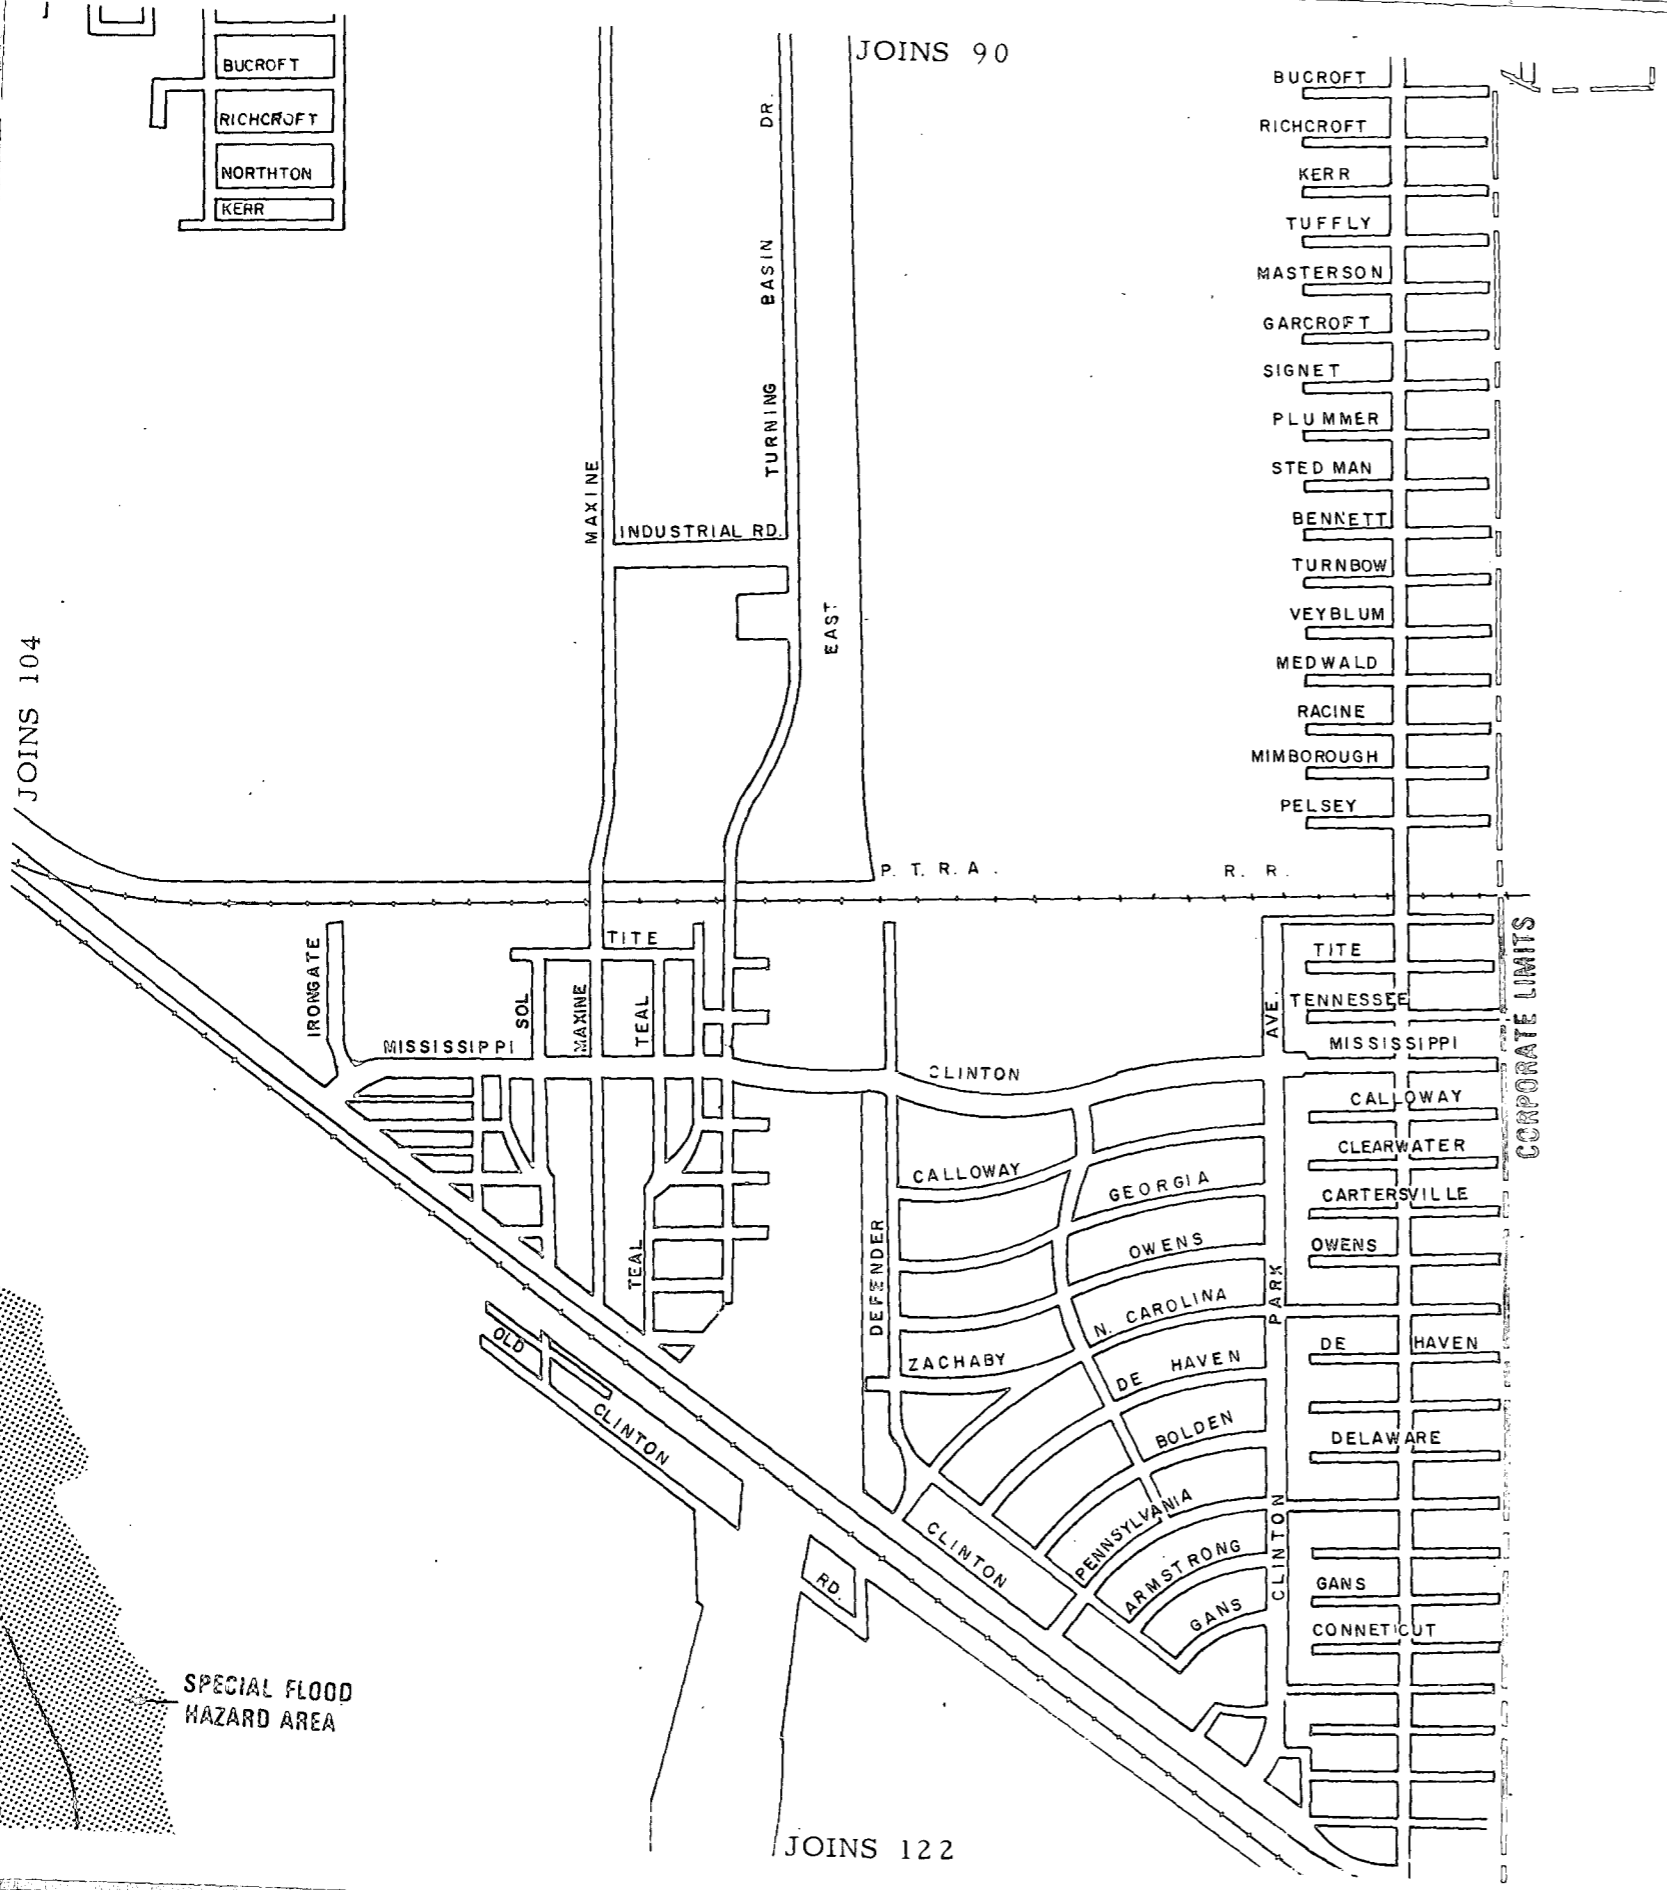 JOINS 90
BUCROFT
RICHCROFT
NORTHTON
KERR
BUCROFT
RICHCROFT
KERR
TUFFLY
MASTERSON
GARCROFT
SIGNET
PLUMMER
STEDMAN
BENNETT
TURNBOW
VEYBLUM
MEDWALD
RACINE
MIMBOROUGH
PELSEY
EAST TURNING BASIN DR.
MAXINE
INDUSTRIAL RD.
JOINS 104
P. T. R. A. R. R.
IRONGATE
TITE
SOL
MAXINE
TEAL
MISSISSIPPI
CLINTON
AVE.
TITE
TENNESSEE
MISSISSIPPI
CALLOWAY
CLEARWATER
CARTERSVILLE
OWENS
DE HAVEN
DELAWARE
GANS
CONNETICUT
CORPORATE LIMITS
CALLOWAY
GEORGIA
OWENS
N. CAROLINA
DE HAVEN
BOLDEN
PENNSYLVANIA
ARMSTRONG
GANS
CLINTON PARK
DEFENDER
ZACHABY
TEAL
CLINTON
OLD CLINTON RD.
SPECIAL FLOOD
HAZARD AREA
JOINS 122